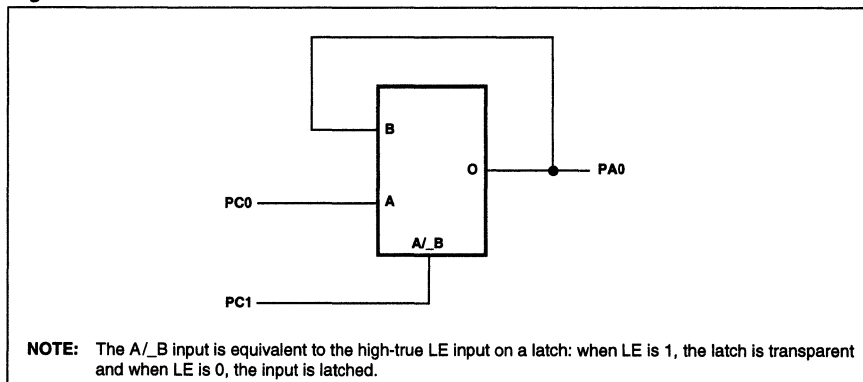 B
O
PA0
PC0
A
A/_B
PC1
NOTE: The A/_B input is equivalent to the high-true LE input on a latch: when LE is 1, the latch is transparent
and when LE is 0, the input is latched.